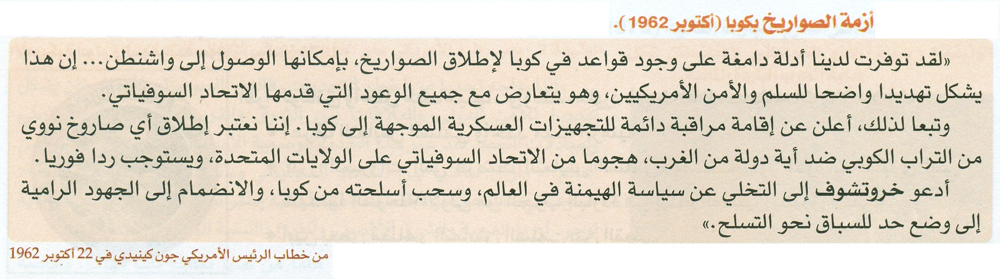 أزمة الصواريخ بكوبا (أكتوبر 1962).
«لقد توفرت لدينا أدلة دامغة على وجود قواعد في كوبا لإطلاق الصواريخ، بإمكانها الوصول إلى واشنطن... إن هذا
يشكل تهديدا واضحا للسلم والأمن الأمريكيين، وهو يتعارض مع جميع الوعود التي قدمها الاتحاد السوفياتي.
وتبعا لذلك، أعلن عن إقامة مراقبة دائمة للتجهيزات العسكرية الموجهة إلى كوبا. إننا نعتبر إطلاق أي صاروخ نووي
من التراب الكوبي ضد أية دولة من الغرب، هجوما من الاتحاد السوفياتي على الولايات المتحدة، ويستوجب ردا فوريا.
أدعو خروتشوف إلى التخلي عن سياسة الهيمنة في العالم، وسحب أسلحته من كوبا، والانضمام إلى الجهود الرامية
إلى وضع حد للسباق نحو التسلح.»
من خطاب الرئيس الأمريكي جون كينيدي في 22 أكتوبر 1962